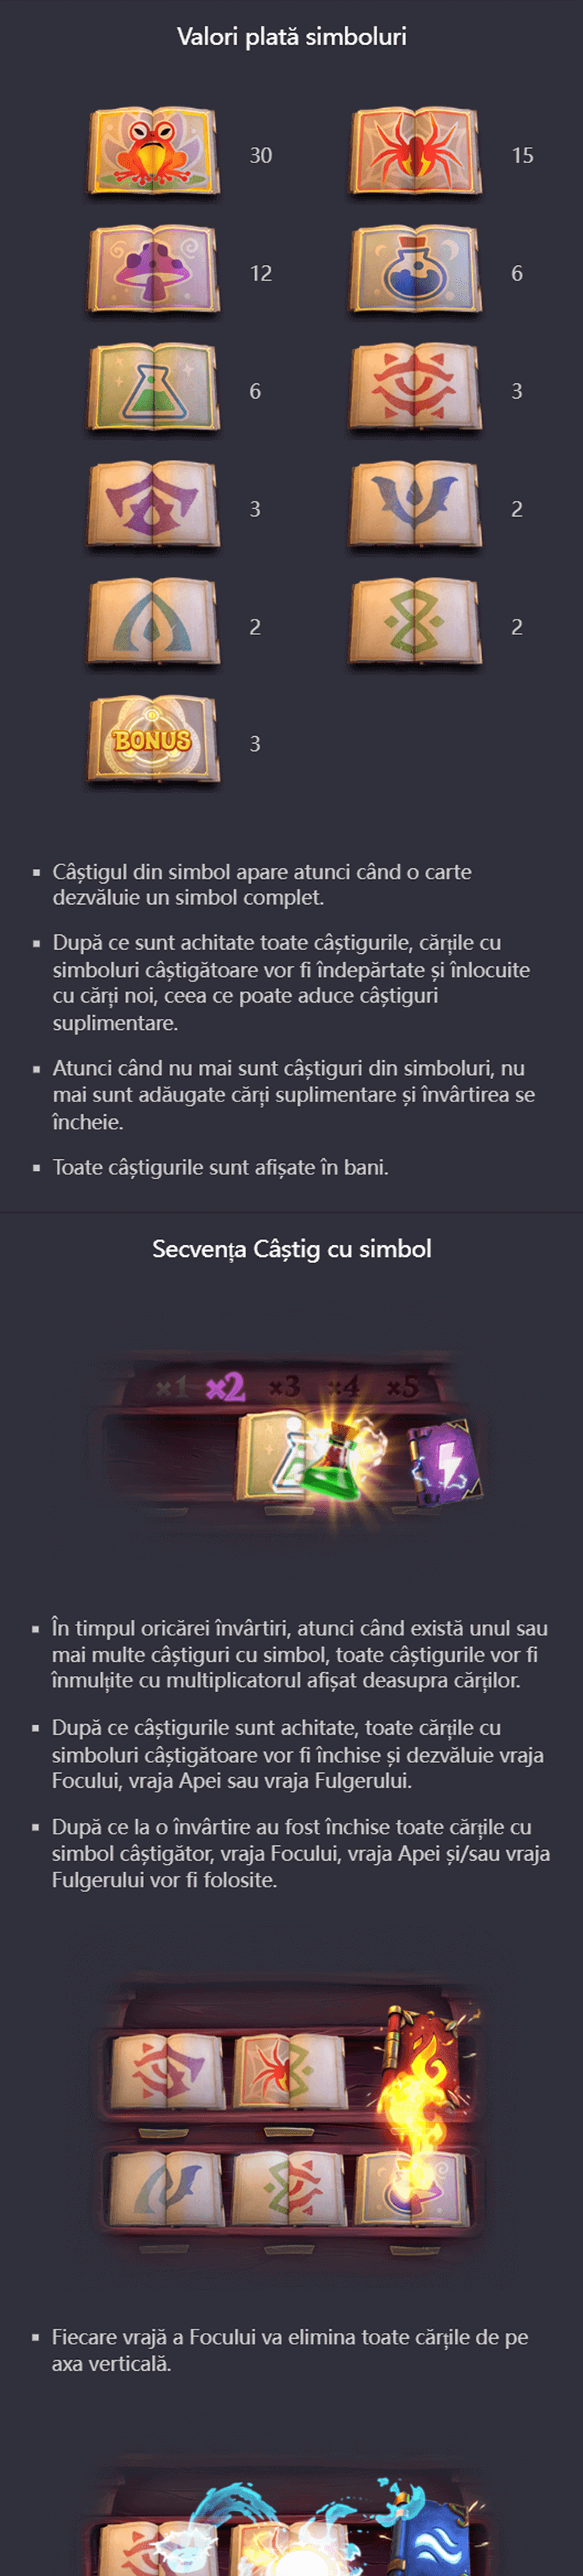 Valori plată simboluri
30
15
12
6
6
3
3
2
2
2
BONUS
3
▪ Câștigul din simbol apare atunci când o carte
dezvăluie un simbol complet.
▪ După ce sunt achitate toate câștigurile, cărțile cu
simboluri câștigătoare vor fi îndepărtate și înlocuite
cu cărți noi, ceea ce poate aduce câștiguri
suplimentare.
▪ Atunci când nu mai sunt câștiguri din simboluri, nu
mai sunt adăugate cărți suplimentare și învârtirea se
încheie.
▪ Toate câștigurile sunt afișate în bani.
Secvența Câștig cu simbol
x1 x2 x3 x4 x5
▪ În timpul oricărei învârtiri, atunci când există unul sau
mai multe câștiguri cu simbol, toate câștigurile vor fi
înmulțite cu multiplicatorul afișat deasupra cărților.
▪ După ce câștigurile sunt achitate, toate cărțile cu
simboluri câștigătoare vor fi închise și dezvăluie vraja
Focului, vraja Apei sau vraja Fulgerului.
▪ După ce la o învârtire au fost închise toate cărțile cu
simbol câștigător, vraja Focului, vraja Apei și/sau vraja
Fulgerului vor fi folosite.
▪ Fiecare vrajă a Focului va elimina toate cărțile de pe
axa verticală.